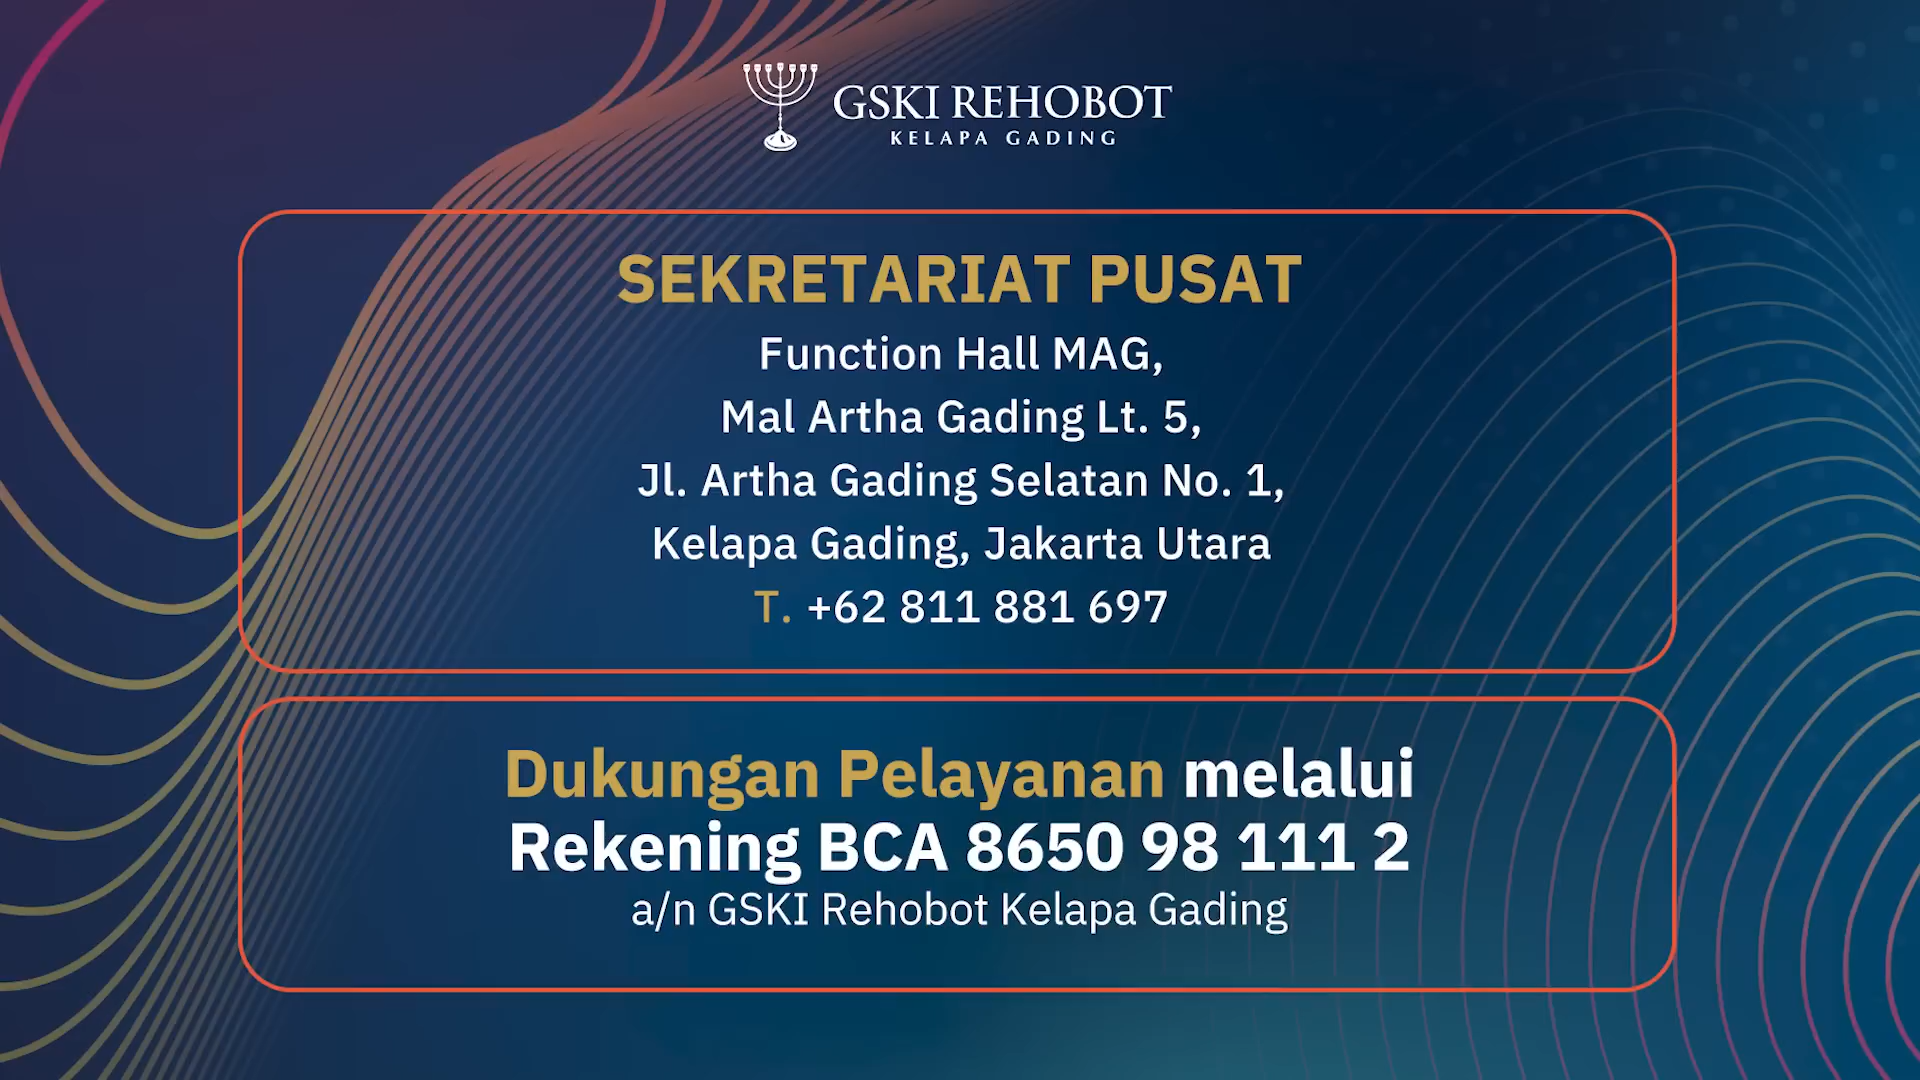 GSKI REHOBOT
KELAPA GADING
SEKRETARIAT PUSAT
Function Hall MAG,
Mal Artha Gading Lt. 5,
Jl. Artha Gading Selatan No. 1,
Kelapa Gading, Jakarta Utara
T. +62 811 881 697
Dukungan Pelayanan melalui
Rekening BCA 8650 98 111 2
a/n GSKI Rehobot Kelapa Gading